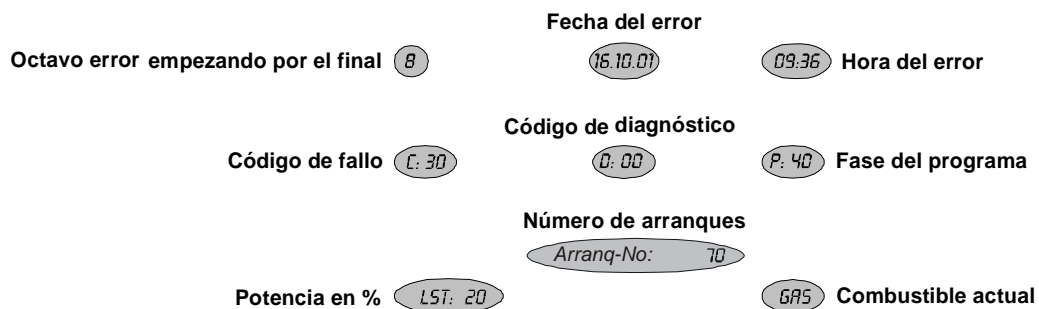 Fecha del error
Octavo error empezando por el final 8 16.10.01 09:36 Hora del error
Código de diagnóstico
Código de fallo C: 30 D: 00 P: 40 Fase del programa
Número de arranques
Arranq-No: 70
Potencia en % LST: 20 GAS Combustible actual